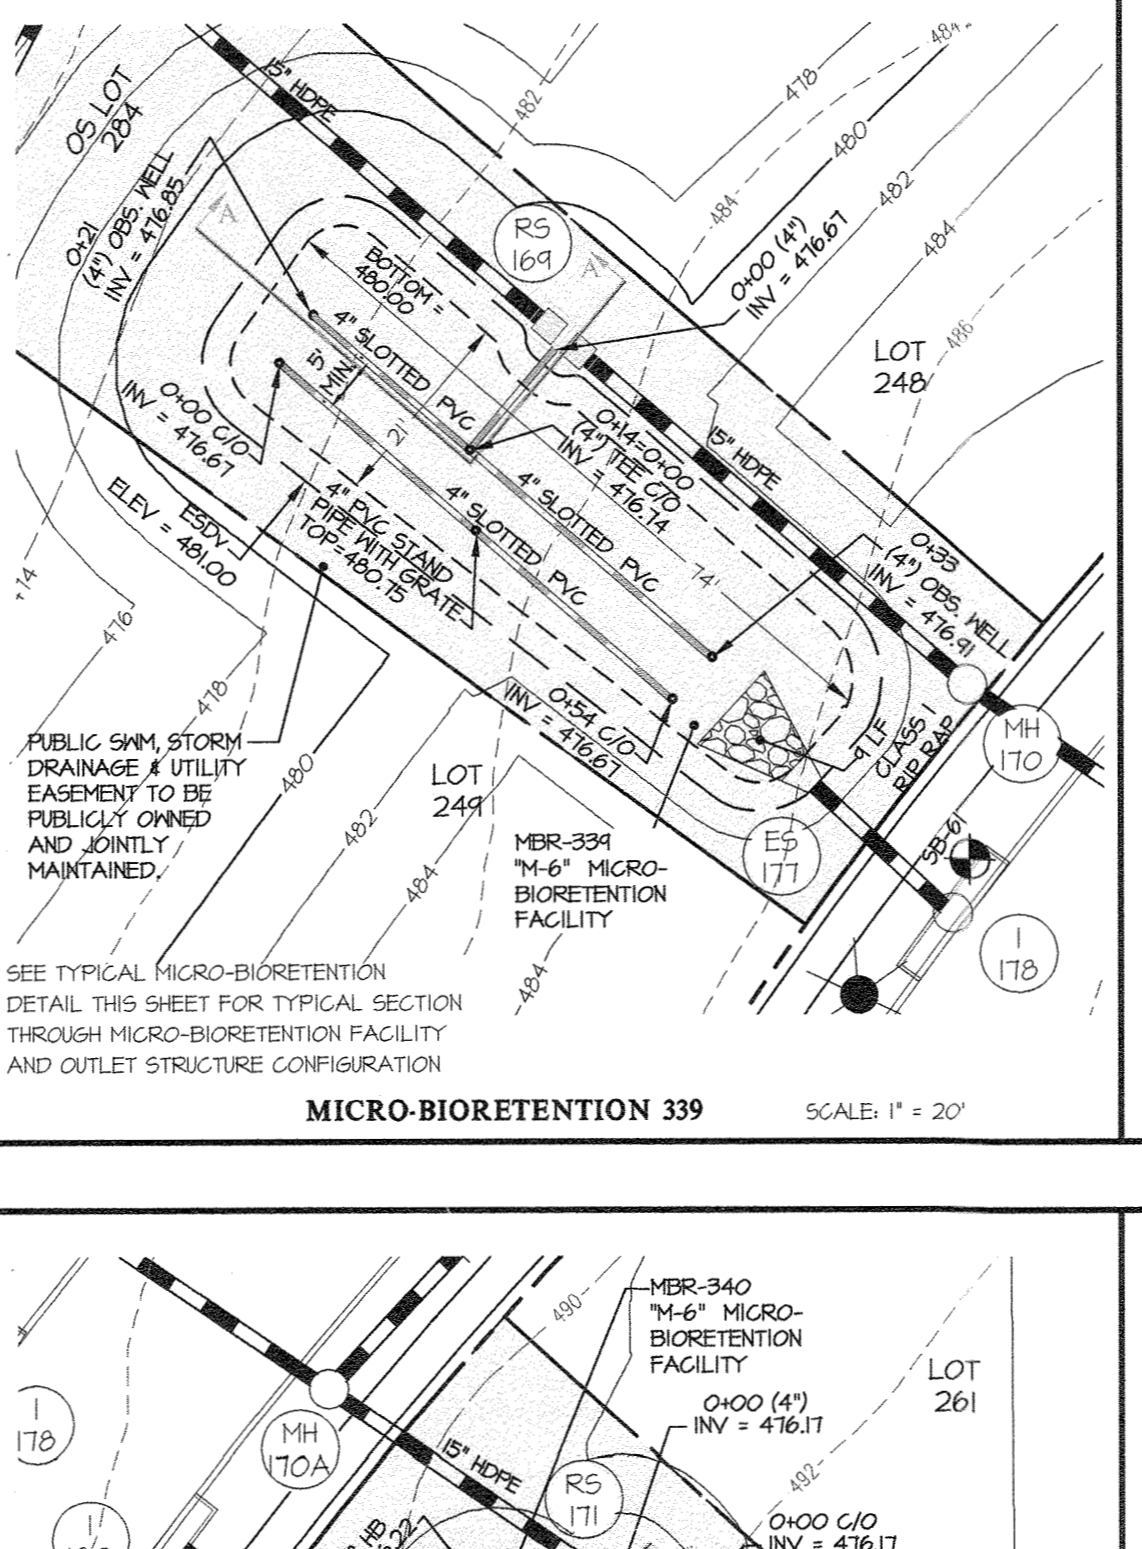 15" HDPE
OS LOT
284
0+21
(4") OBS. WELL
INV = 476.85
A
RS
169
A
BOTTOM =
480.00
0+00 (4")
INV = 476.67
4" SLOTTED PVC
5'
MIN.
21'
0+00 C/O
INV = 476.67
0+14=0+00
(4") TEE C/O
INV = 476.74
15" HDPE
LOT
248
ESDV
ELEV = 481.00
4" PVC STAND
PIPE WITH GRATE
TOP=480.75
4" SLOTTED PVC
4" SLOTTED PVC
74'
0+33
(4") OBS. WELL
INV = 476.91
482
484
478
480
482
484
484
486
476
478
480
482
484
484
PUBLIC SWM, STORM
DRAINAGE & UTILITY
EASEMENT TO BE
PUBLICLY OWNED
AND JOINTLY
MAINTAINED.
LOT
249
0+54 C/O
INV = 476.67
9 LF
CLASS I
RIP RAP
MH
170
MBR-339
"M-6" MICRO-
BIORETENTION
FACILITY
ES
177
SB-61
I
178
SEE TYPICAL MICRO-BIORETENTION
DETAIL THIS SHEET FOR TYPICAL SECTION
THROUGH MICRO-BIORETENTION FACILITY
AND OUTLET STRUCTURE CONFIGURATION
MICRO-BIORETENTION 339
SCALE: 1" = 20'
490
MBR-340
"M-6" MICRO-
BIORETENTION
FACILITY
LOT
261
0+00 (4")
INV = 476.17
I
178
MH
170A
15" HDPE
RS
171
492
0+00 C/O
INV = 476.17
I
HB